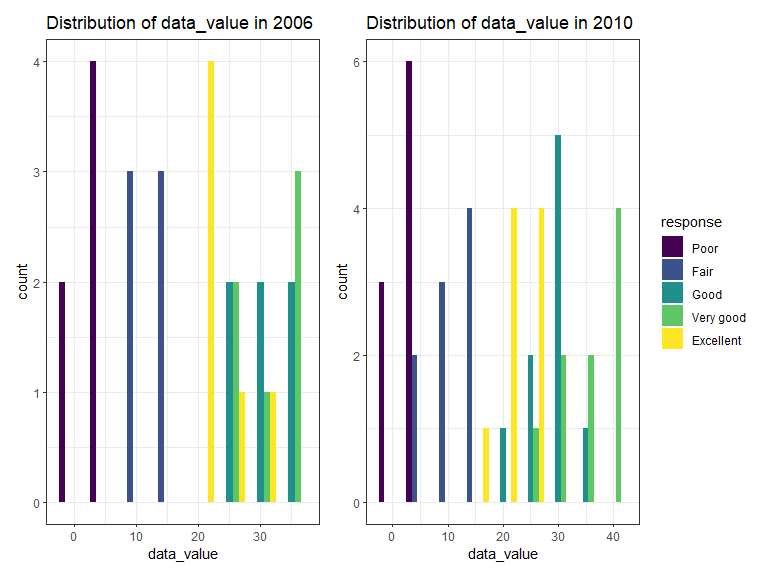 Distribution of data_value in 2006
4
3
2
1
0
count
0
10
20
30
data_value
Distribution of data_value in 2010
6
4
2
0
count
0
10
20
30
40
data_value
response
Poor
Fair
Good
Very good
Excellent